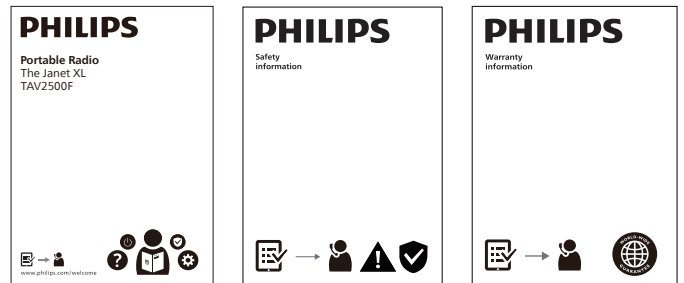 PHILIPS
Portable Radio
The Janet XL
TAV2500F
?
www.philips.com/welcome
PHILIPS
Safety
information
!
PHILIPS
Warranty
information
WORLD-WIDE
GUARANTEE